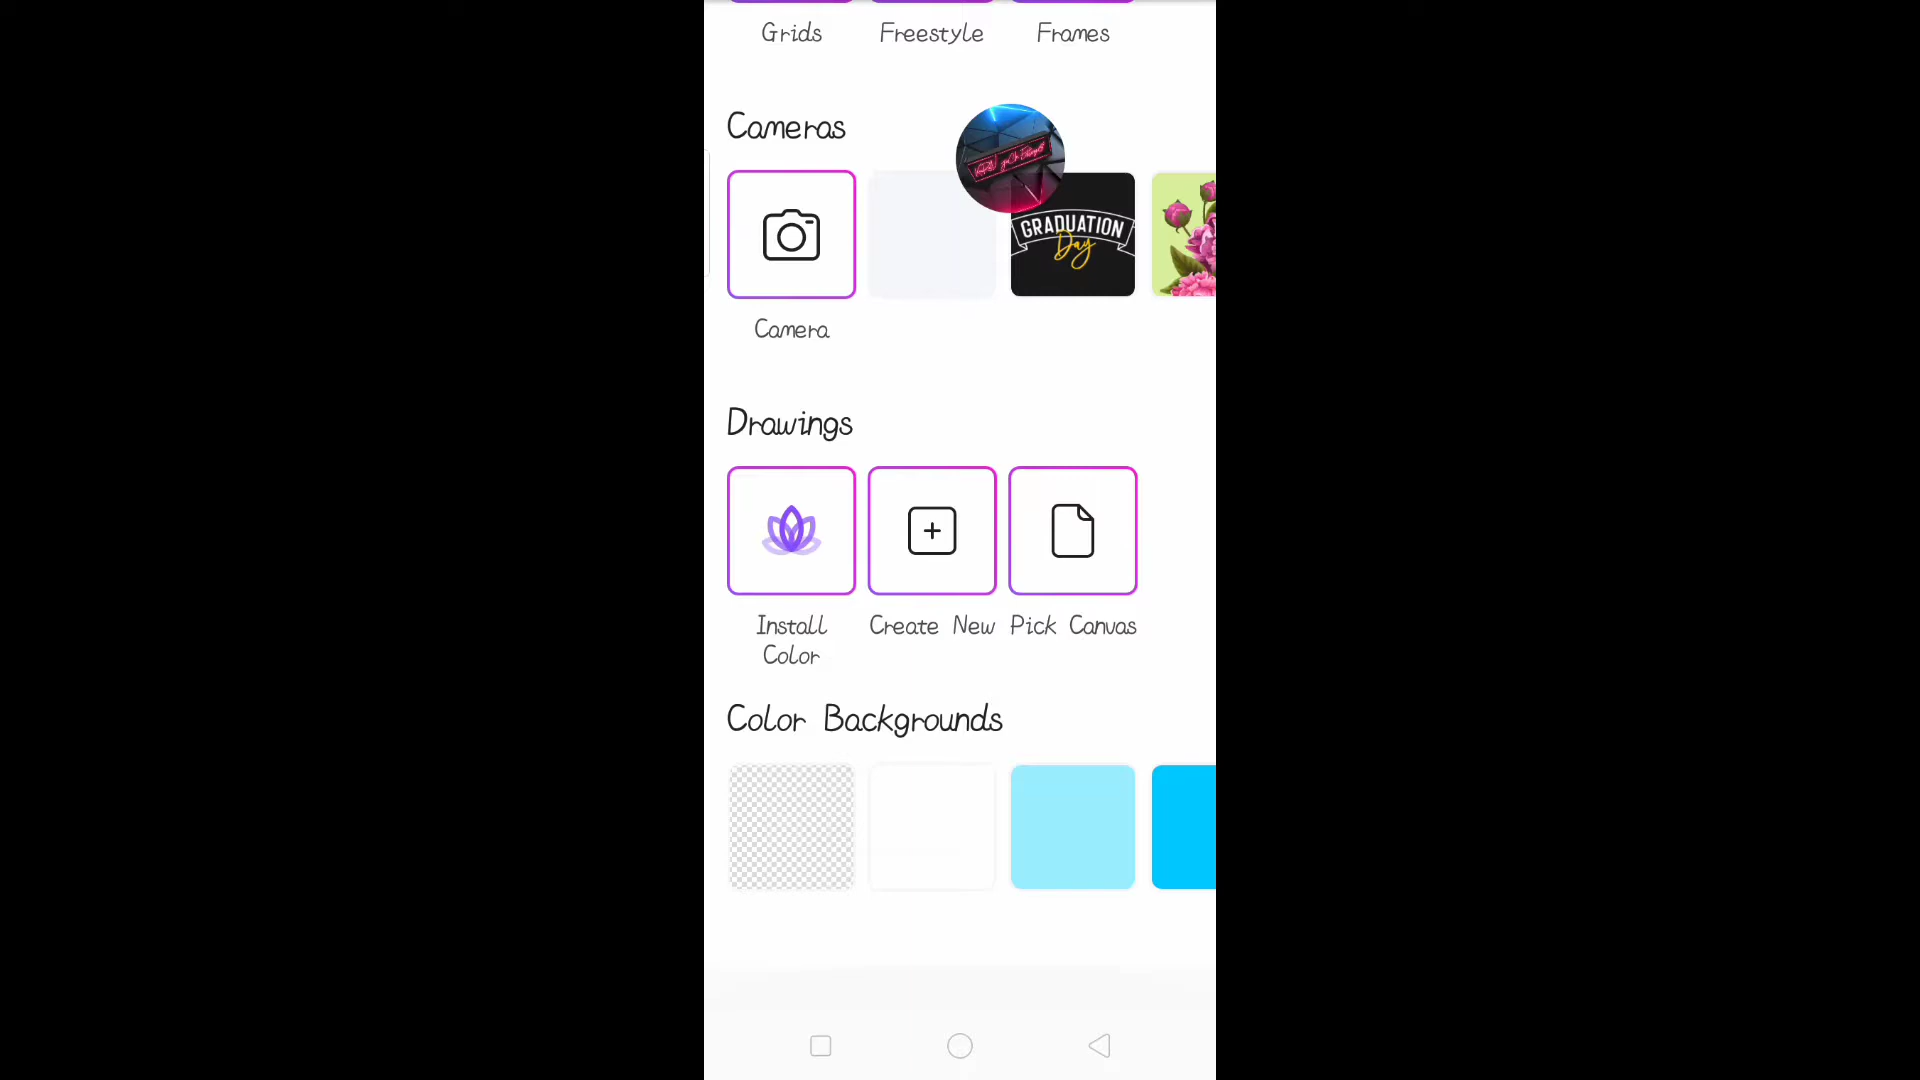 Grids Freestyle Frames
Cameras
GRADUATION
Day
Camera
Drawings
Install Create New Pick Canvas
Color
Color Backgrounds